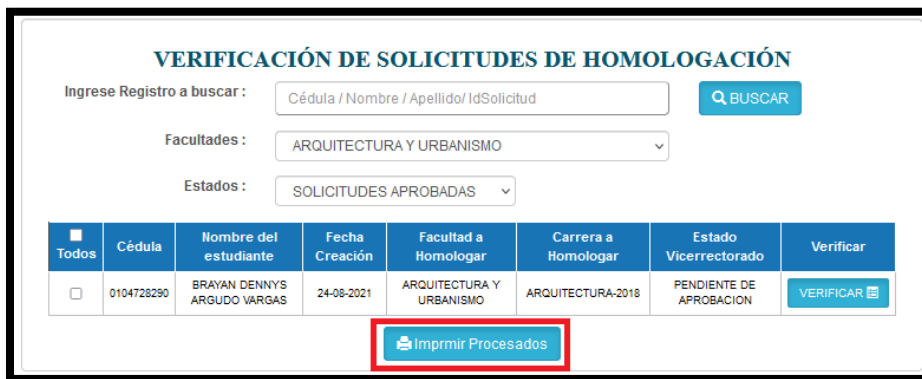 VERIFICACIÓN DE SOLICITUDES DE HOMOLOGACIÓN
Ingrese Registro a buscar :
Cédula / Nombre / Apellido/ IdSolicitud
BUSCAR
Facultades :
ARQUITECTURA Y URBANISMO
Estados :
SOLICITUDES APROBADAS
Todos
Cédula
Nombre del
estudiante
Fecha
Creación
Facultad a
Homologar
Carrera a
Homologar
Estado
Vicerrectorado
Verificar
0104728290
BRAYAN DENNYS
ARGUDO VARGAS
24-08-2021
ARQUITECTURA Y
URBANISMO
ARQUITECTURA-2018
PENDIENTE DE
APROBACION
VERIFICAR
Imprmir Procesados